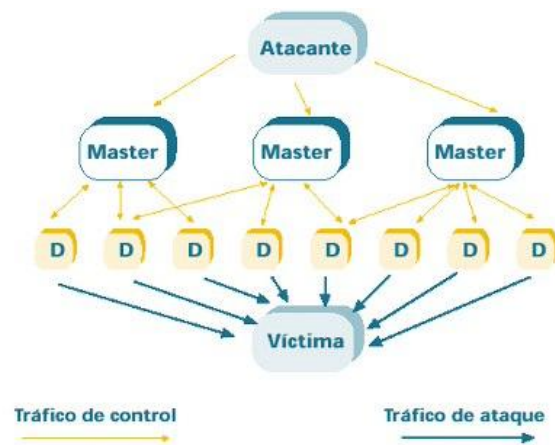 Atacante
Master Master Master
D D D D D D D D
Víctima
Tráfico de control Tráfico de ataque